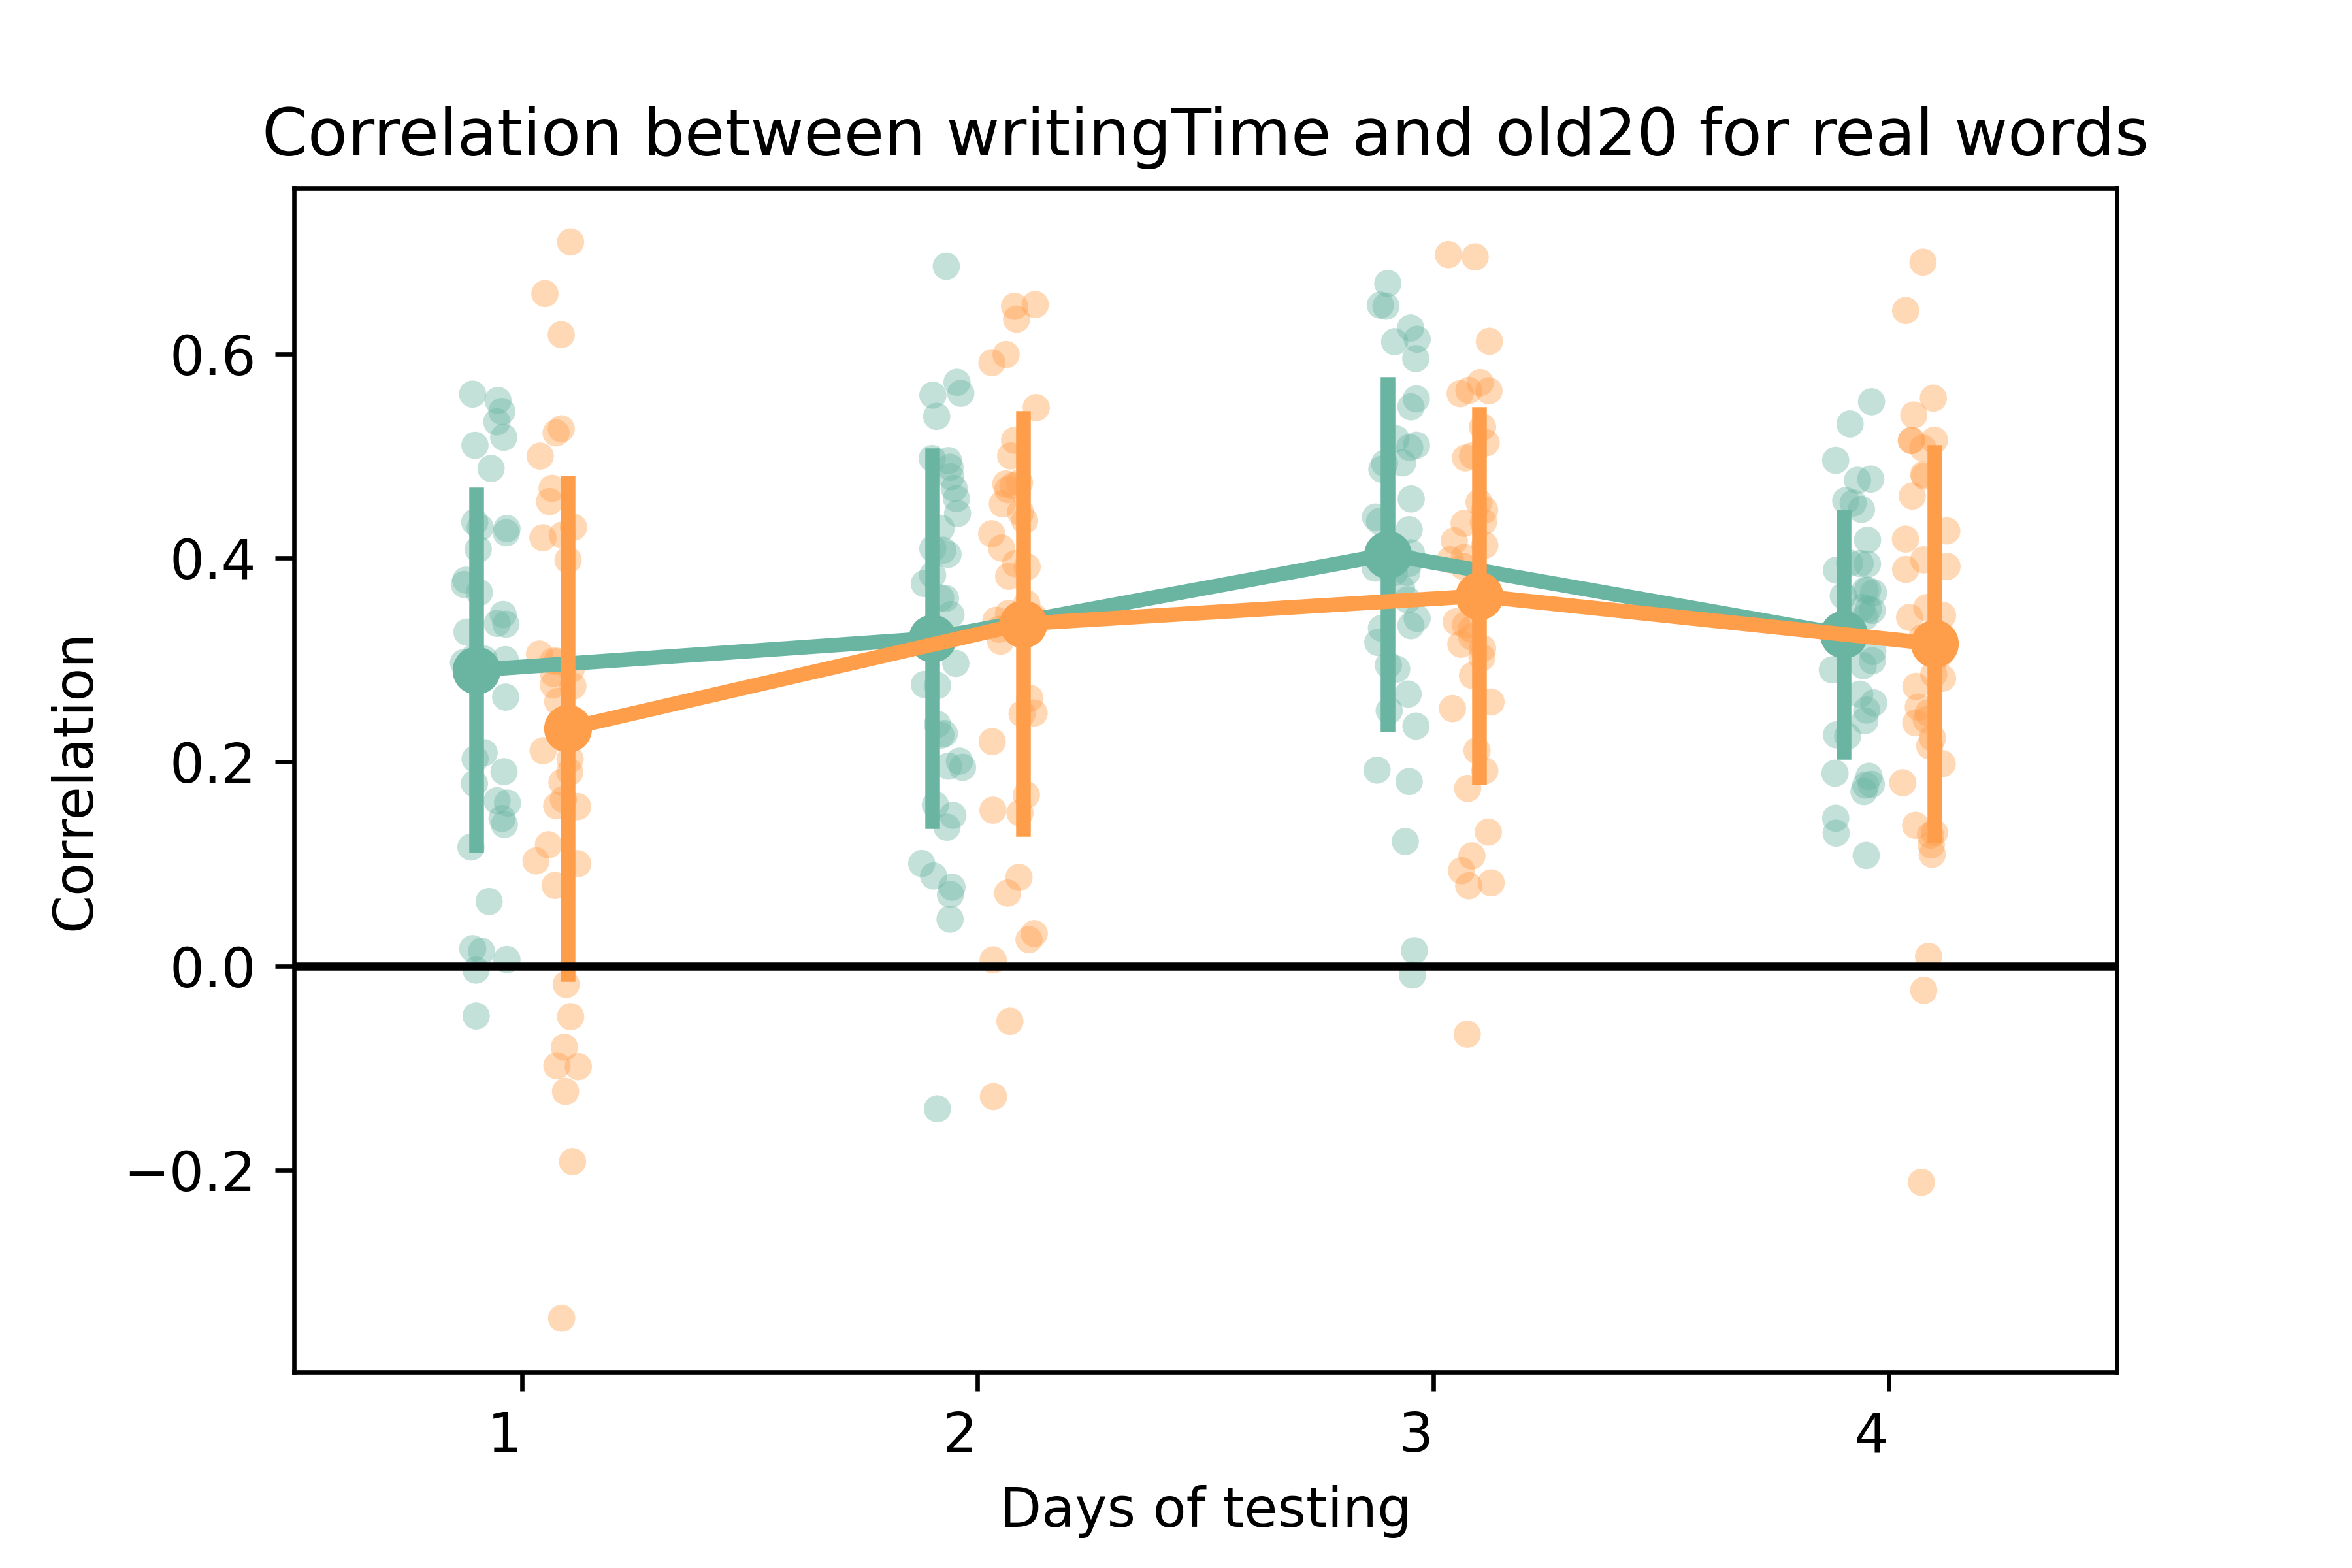 Correlation between writingTime and old20 for real words
0.6
0.4
0.2
0.0
−0.2
Correlation
1 2 3 4
Days of testing